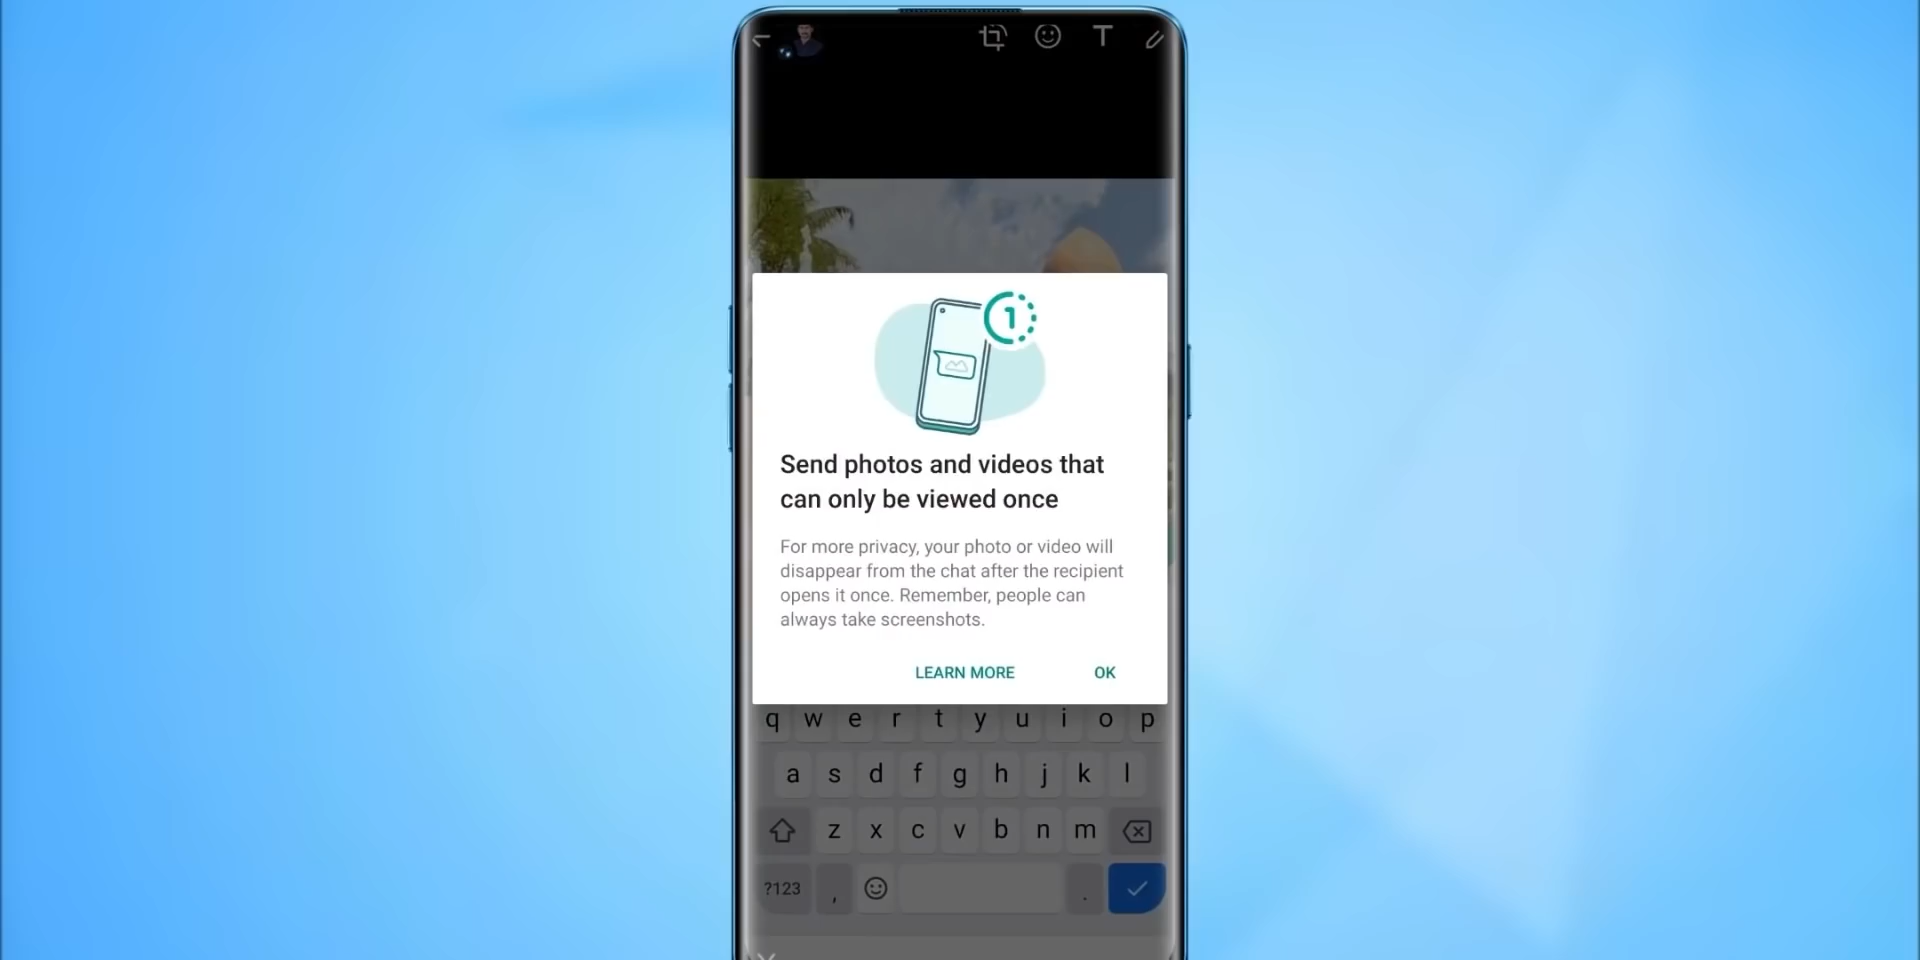 T
1
Send photos and videos that
can only be viewed once
For more privacy, your photo or video will
disappear from the chat after the recipient
opens it once. Remember, people can
always take screenshots.
LEARN MORE OK
q w e r t y u i o p
a s d f g h j k l
z x c v b n m
?123 , .